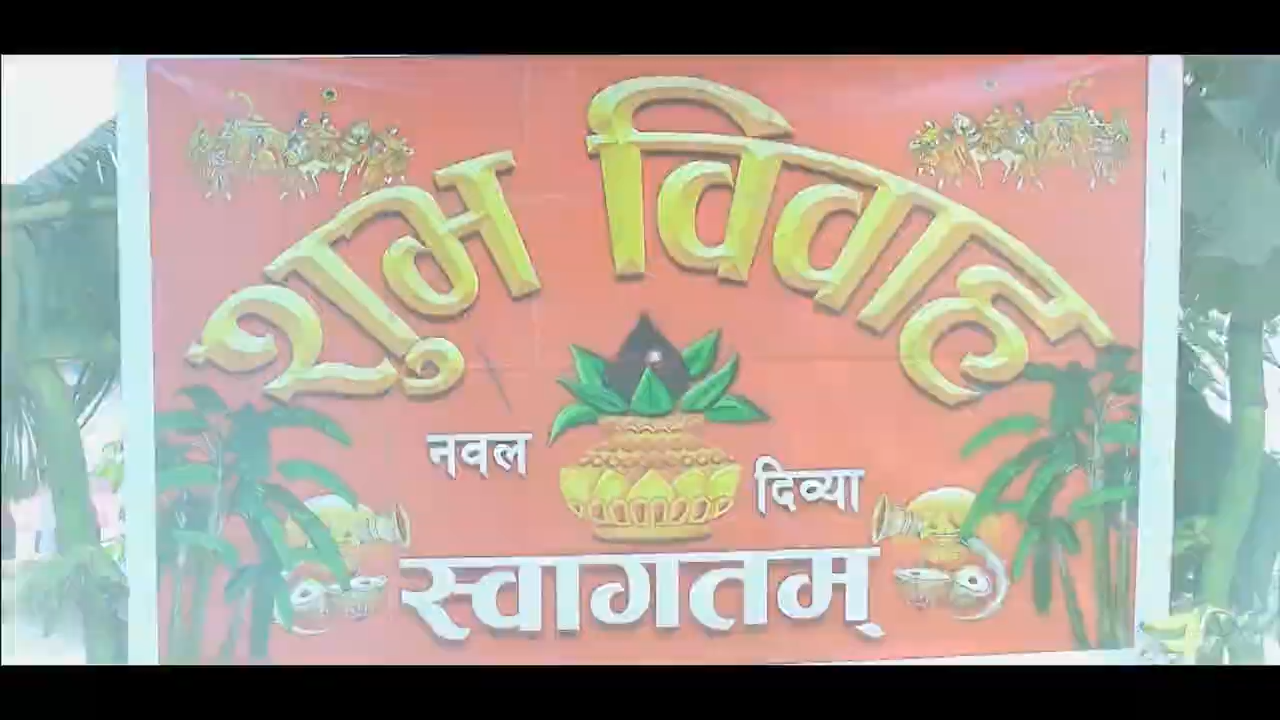 शुभ विवाह
नवल
दिव्या
स्वागतम्